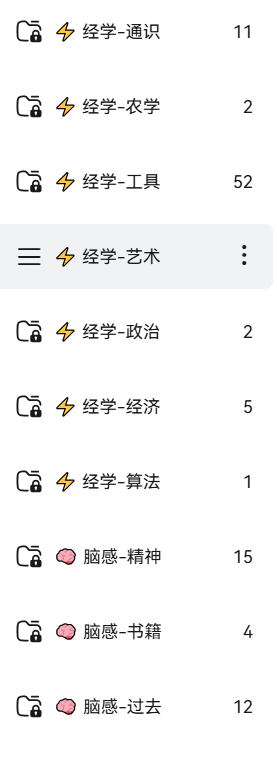 ⚡ 经学-通识 11
⚡ 经学-农学 2
⚡ 经学-工具 52
⚡ 经学-艺术
⚡ 经学-政治 2
⚡ 经学-经济 5
⚡ 经学-算法 1
🧠 脑感-精神 15
🧠 脑感-书籍 4
🧠 脑感-过去 12